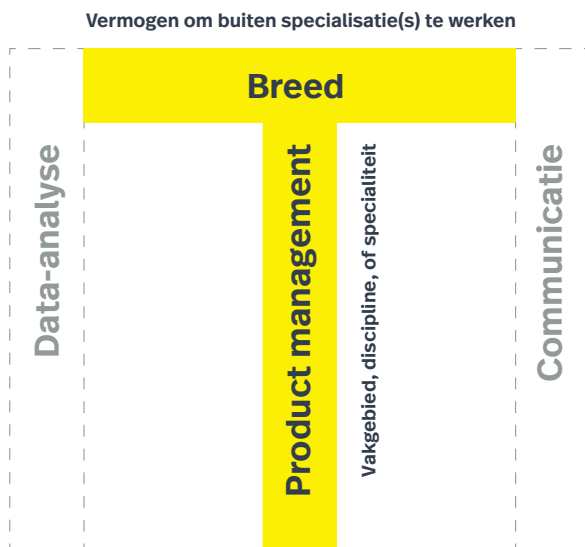 Vermogen om buiten specialisatie(s) te werken
Breed
Data-analyse
Product management
Vakgebied, discipline, of specialiteit
Communicatie